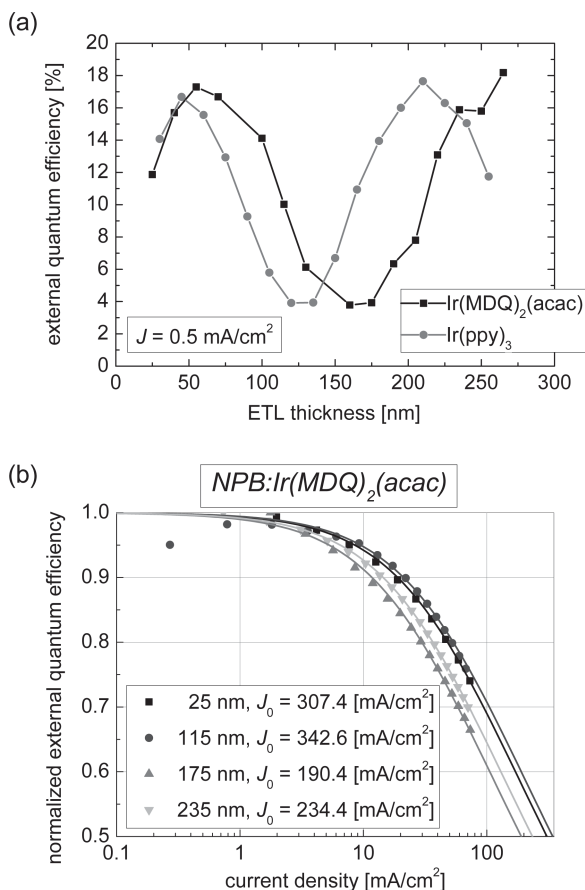 (a)
20
18
16
14
12
10
8
6
4
2
0
external quantum efficiency [%]
J = 0.5 mA/cm²
Ir(MDQ)₂(acac)
Ir(ppy)₃
0 50 100 150 200 250 300
ETL thickness [nm]
(b)
NPB:Ir(MDQ)₂(acac)
1.0
0.9
0.8
0.7
0.6
0.5
normalized external quantum efficiency
25 nm, J₀ = 307.4 [mA/cm²]
115 nm, J₀ = 342.6 [mA/cm²]
175 nm, J₀ = 190.4 [mA/cm²]
235 nm, J₀ = 234.4 [mA/cm²]
0.1 1 10 100
current density [mA/cm²]